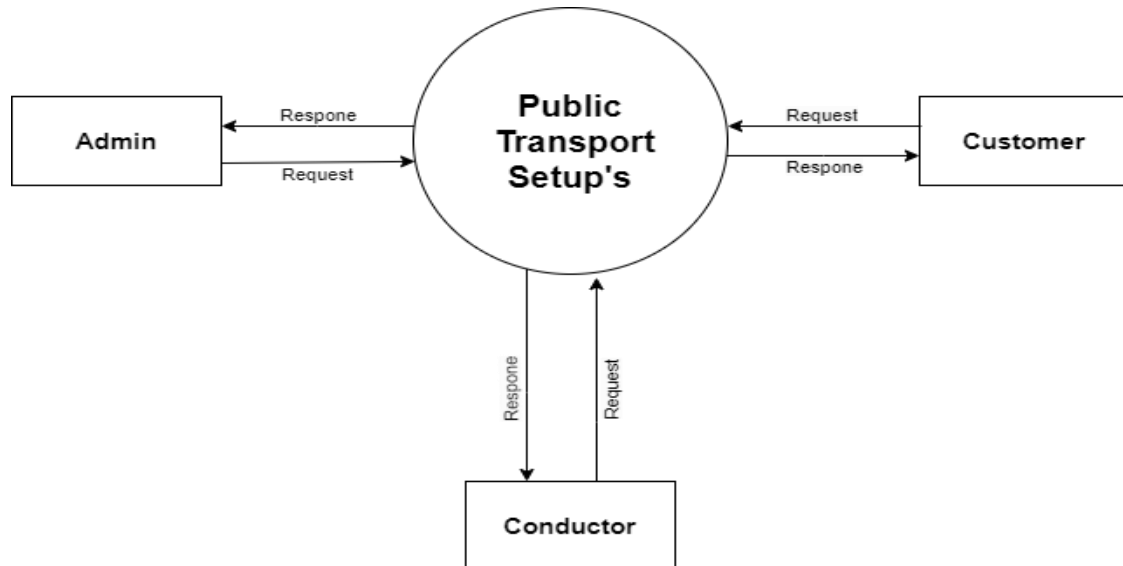 Public
Transport
Setup's
Admin
Respone
Request
Request
Respone
Customer
Respone
Request
Conductor